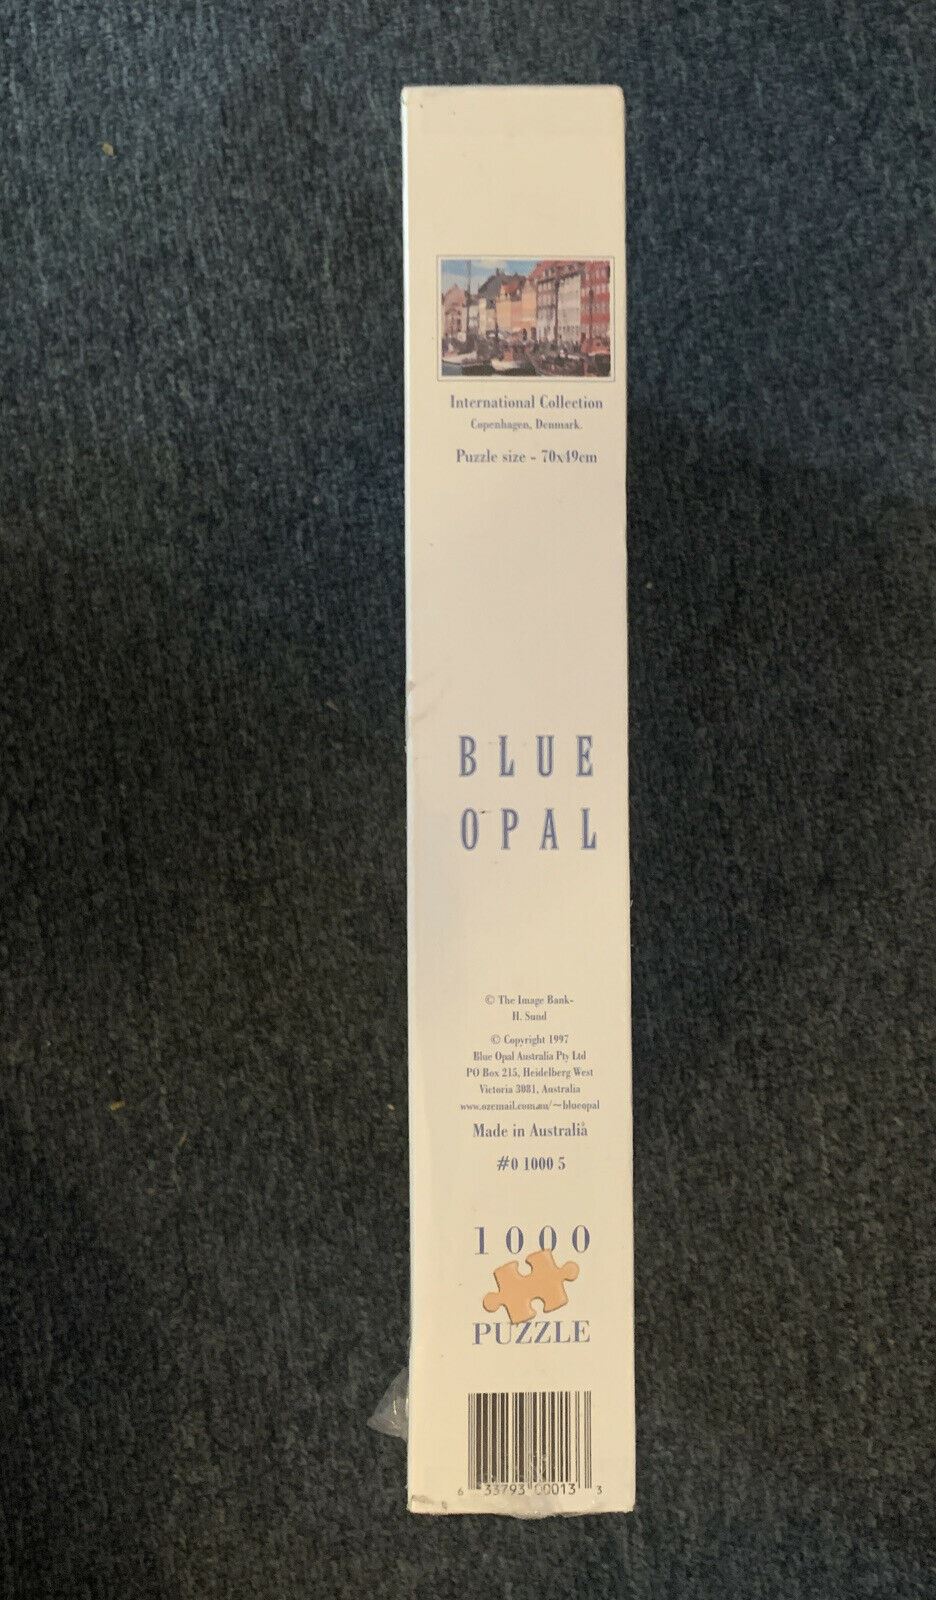 International Collection
Copenhagen, Denmark.
Puzzle size - 70x49cm
BLUE
OPAL
© The Image Bank-
H. Sund
© Copyright 1997
Blue Opal Australia Pty Ltd
PO Box 215, Heidelberg West
Victoria 3081, Australia
www.ozemail.com.au/~blueopal
Made in Australia
#0 1000 5
1000
PUZZLE
6 33793 00013 3